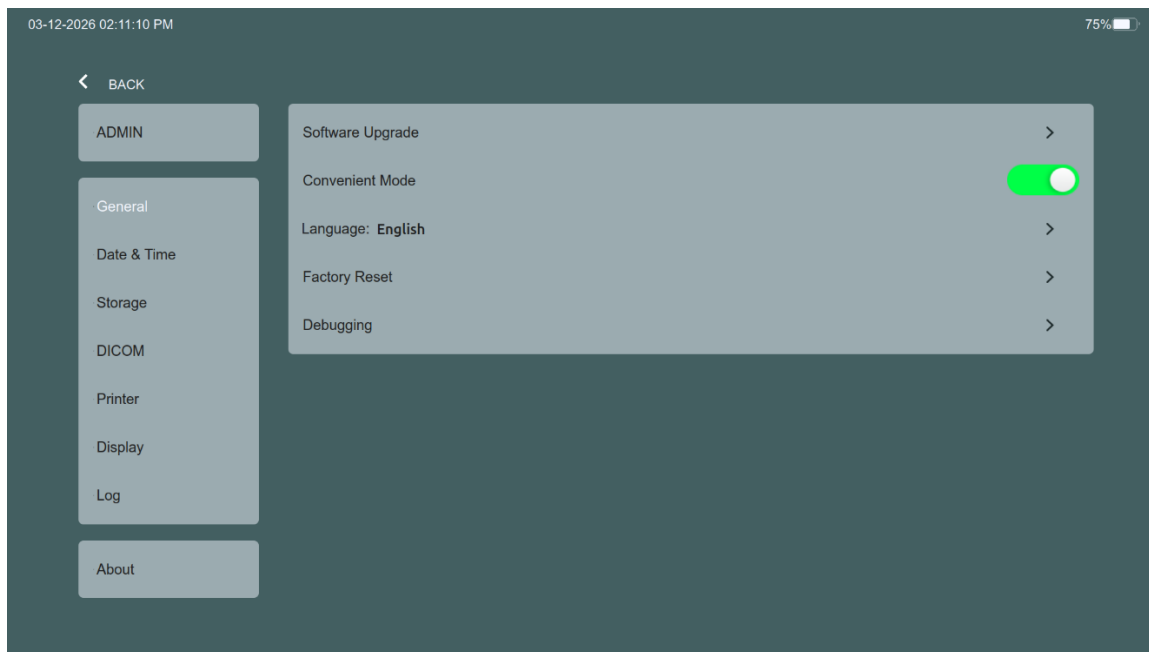 03-12-2026 02:11:10 PM
75%
BACK
ADMIN
General
Date & Time
Storage
DICOM
Printer
Display
Log
About
Software Upgrade
Convenient Mode
Language: English
Factory Reset
Debugging